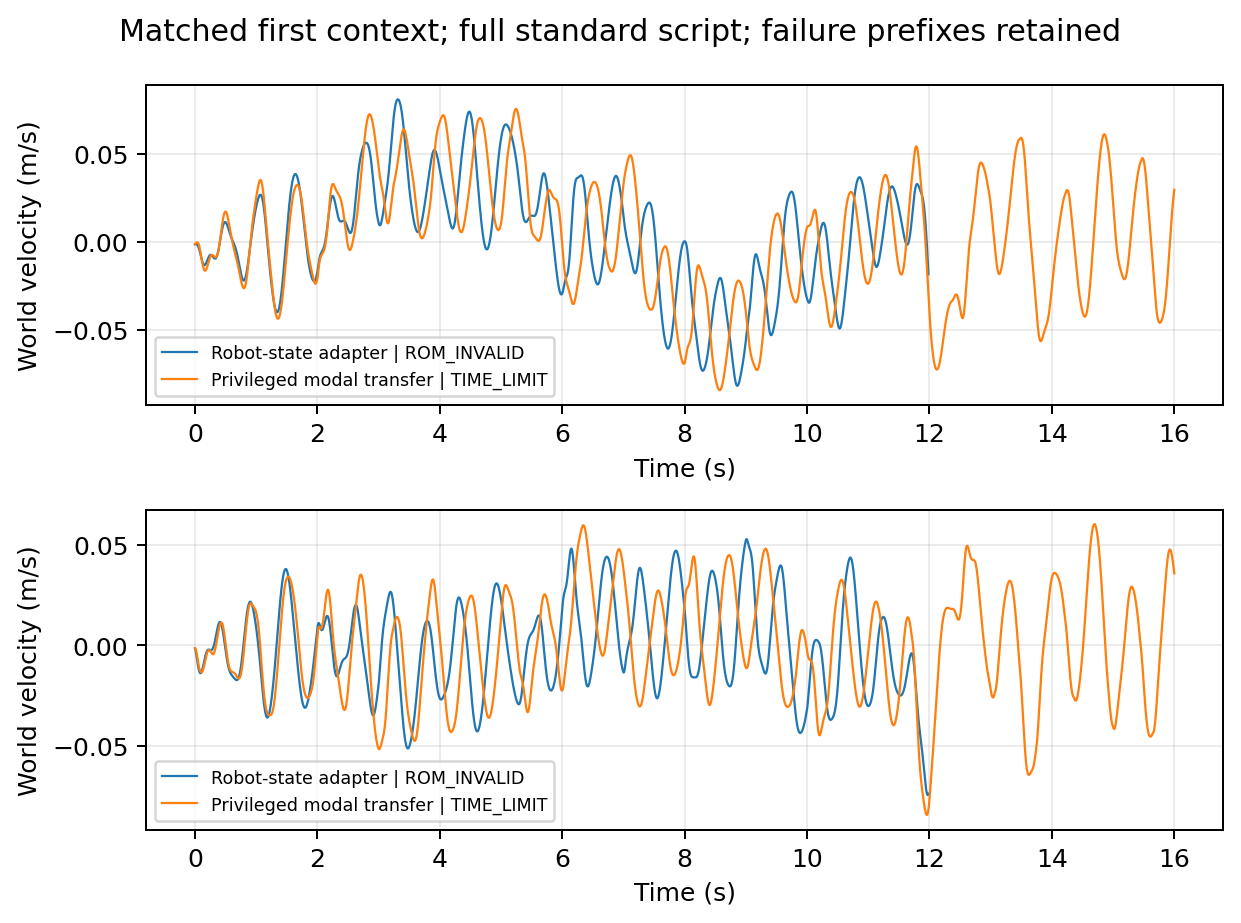 Matched first context; full standard script; failure prefixes retained
World velocity (m/s)
0.05
0.00
−0.05
Robot-state adapter | ROM_INVALID
Privileged modal transfer | TIME_LIMIT
0 2 4 6 8 10 12 14 16
Time (s)
World velocity (m/s)
0.05
0.00
−0.05
Robot-state adapter | ROM_INVALID
Privileged modal transfer | TIME_LIMIT
0 2 4 6 8 10 12 14 16
Time (s)